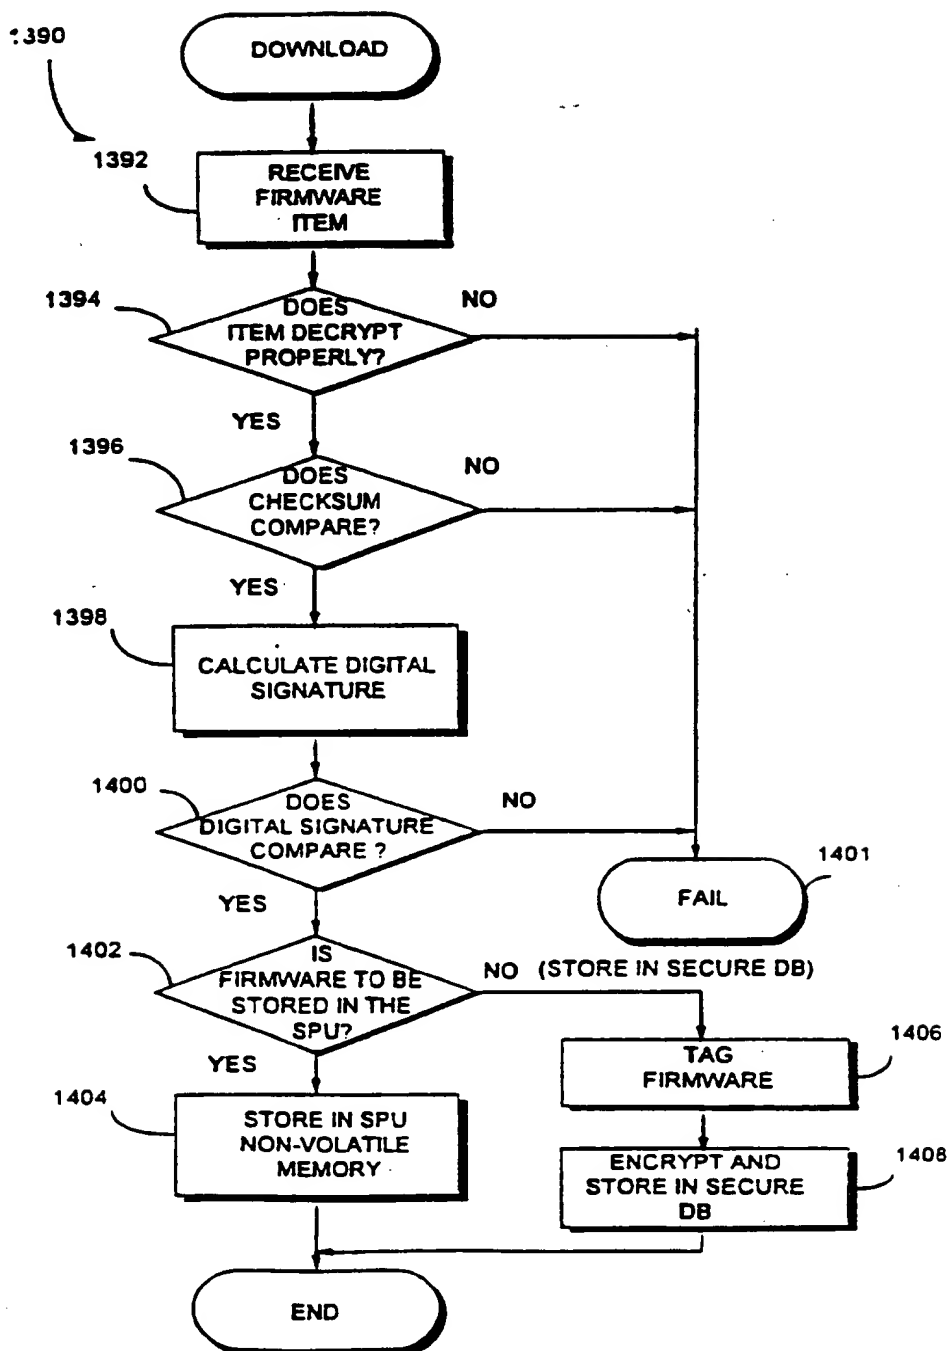 1390
DOWNLOAD
1392
RECEIVE
FIRMWARE
ITEM
1394
DOES
ITEM DECRYPT
PROPERLY?
NO
YES
1396
DOES
CHECKSUM
COMPARE?
NO
YES
1398
CALCULATE DIGITAL
SIGNATURE
1400
DOES
DIGITAL SIGNATURE
COMPARE ?
NO
1401
FAIL
YES
1402
IS
FIRMWARE TO BE
STORED IN THE
SPU?
NO (STORE IN SECURE DB)
YES
1406
TAG
FIRMWARE
1404
STORE IN SPU
NON-VOLATILE
MEMORY
1408
ENCRYPT AND
STORE IN SECURE
DB
END